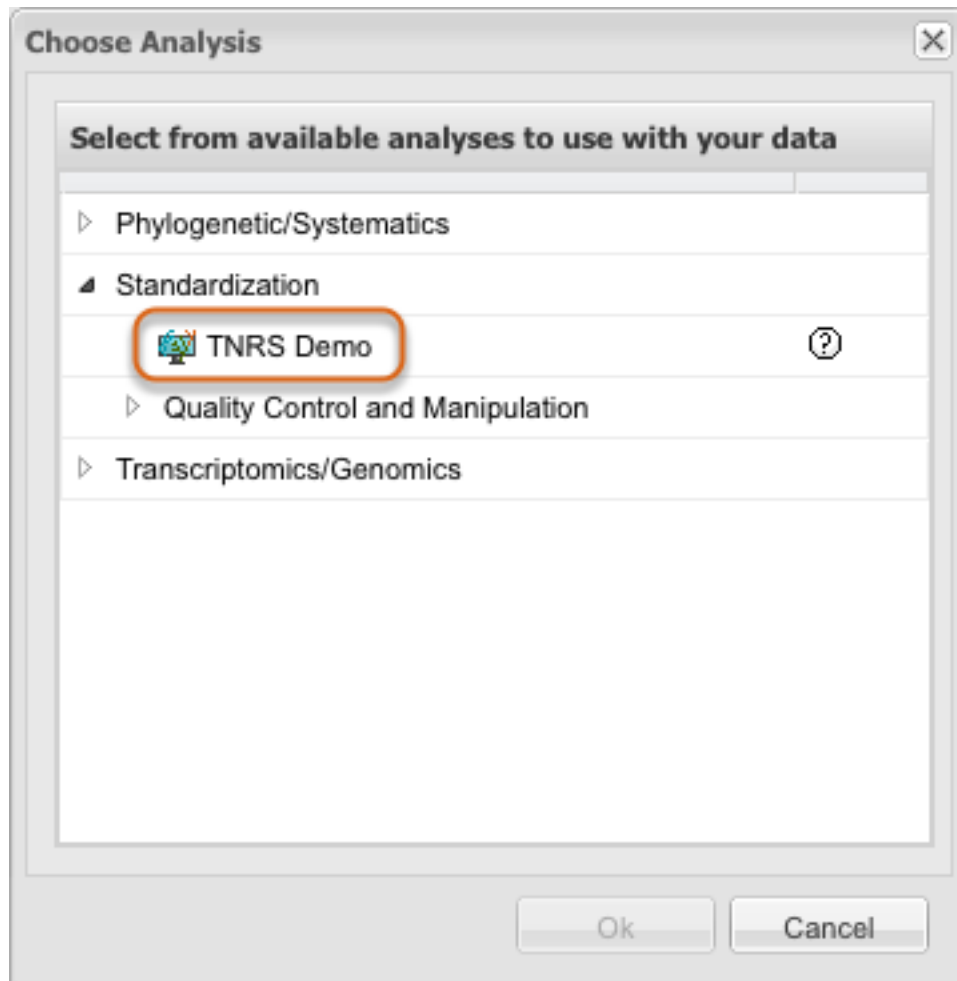 Choose Analysis
Select from available analyses to use with your data
Phylogenetic/Systematics
Standardization
TNRS Demo
Quality Control and Manipulation
Transcriptomics/Genomics
Ok
Cancel